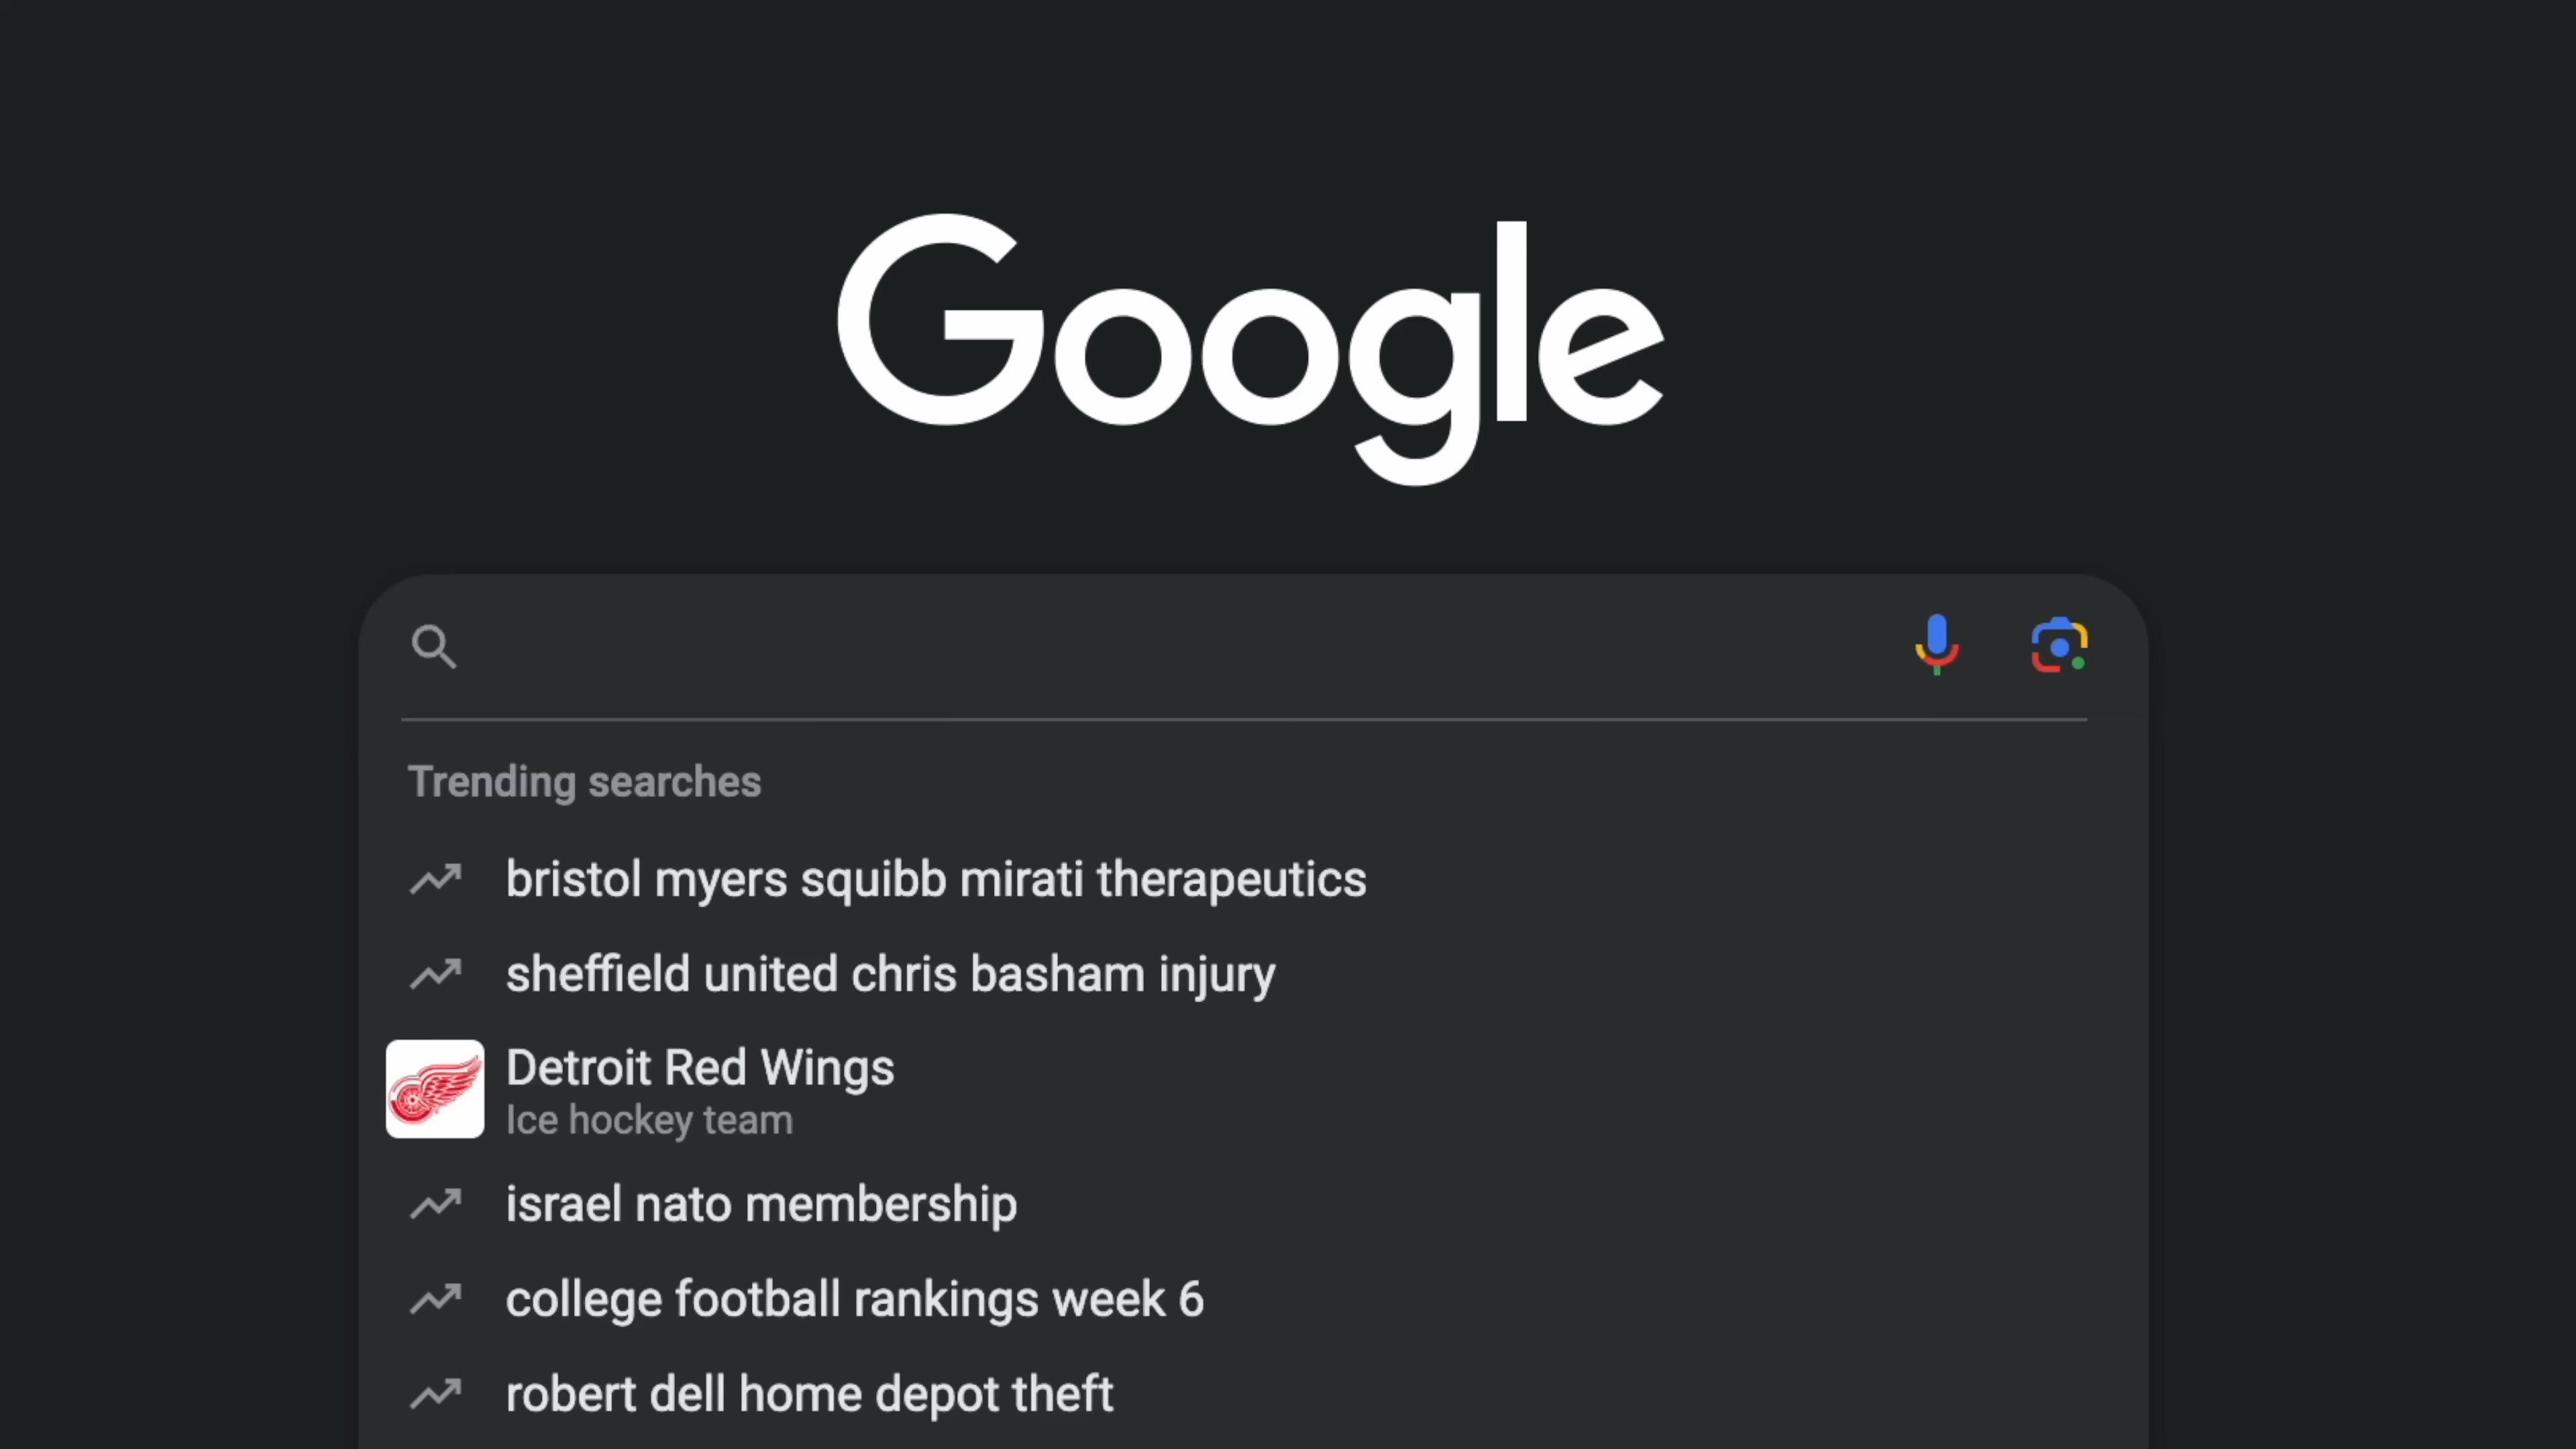 Google
Trending searches
bristol myers squibb mirati therapeutics
sheffield united chris basham injury
Detroit Red Wings
Ice hockey team
israel nato membership
college football rankings week 6
robert dell home depot theft